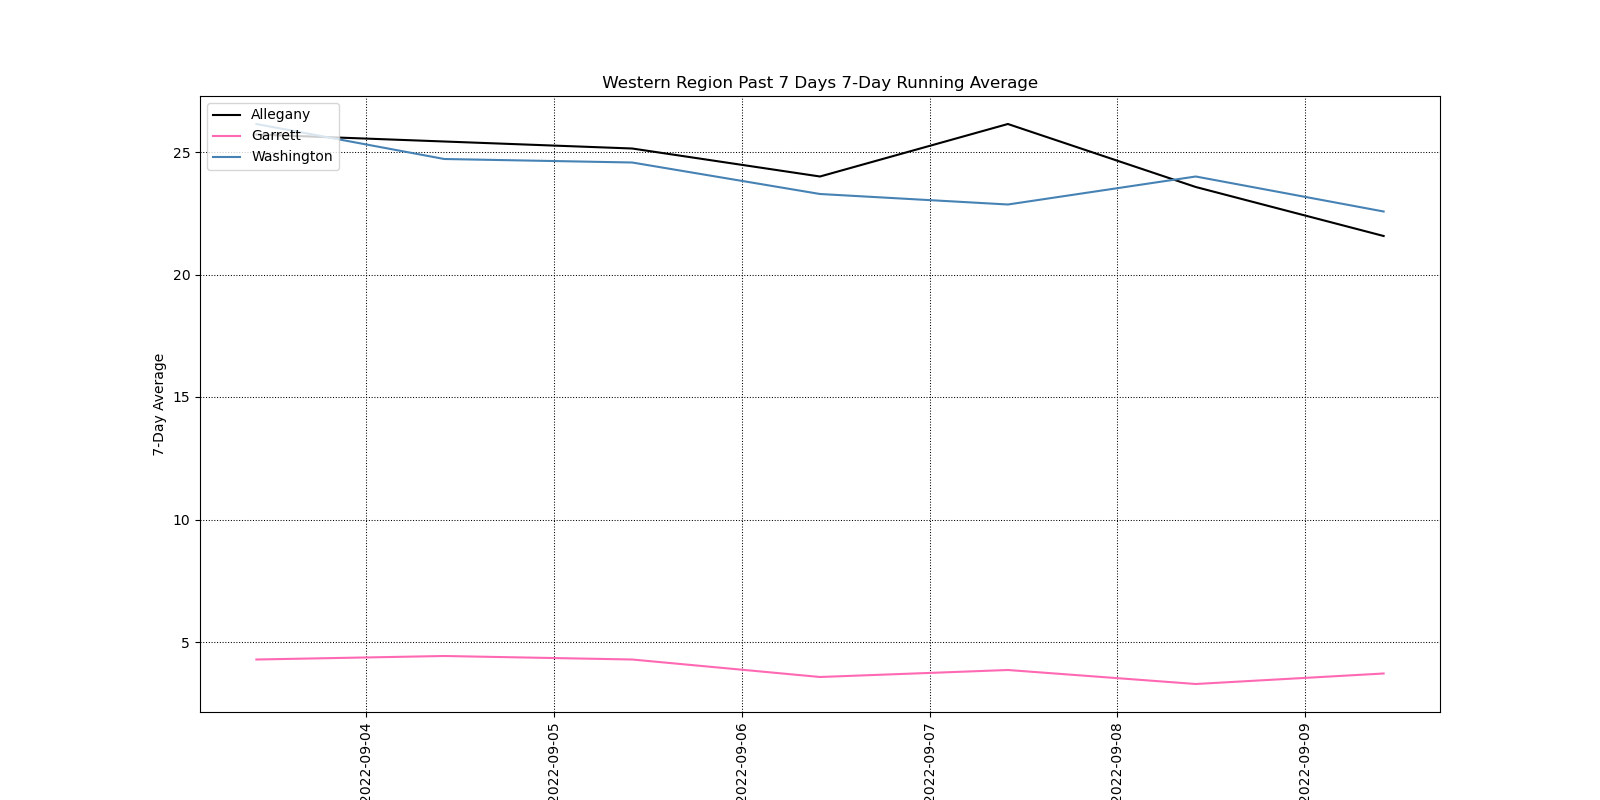 Western Region Past 7 Days 7-Day Running Average
Allegany
Garrett
Washington
25
20
15
10
5
7-Day Average
2022-09-04
2022-09-05
2022-09-06
2022-09-07
2022-09-08
2022-09-09